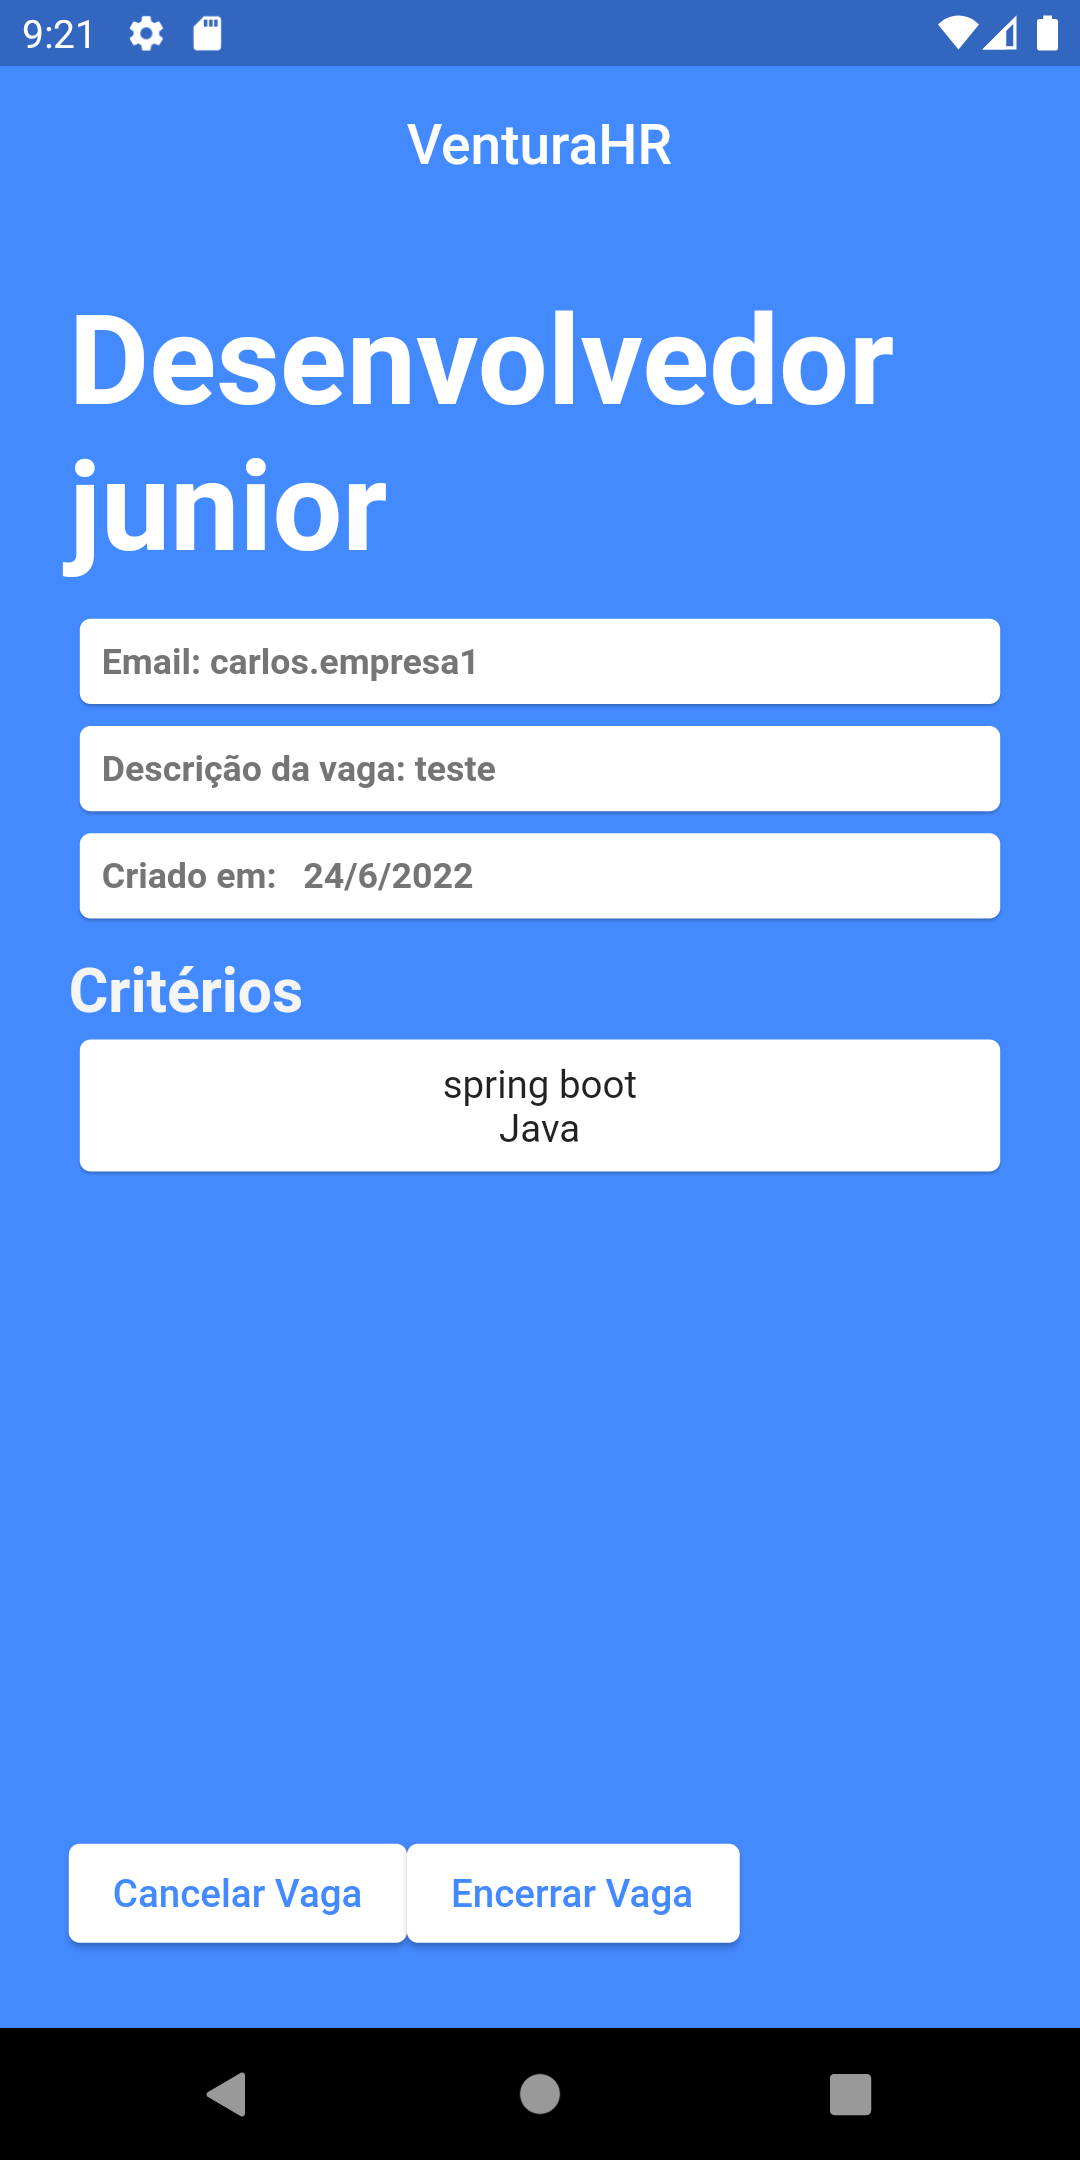 9:21
VenturaHR
Desenvolvedor
junior
Email: carlos.empresa1
Descrição da vaga: teste
Criado em: 24/6/2022
Critérios
spring boot
Java
Cancelar Vaga
Encerrar Vaga